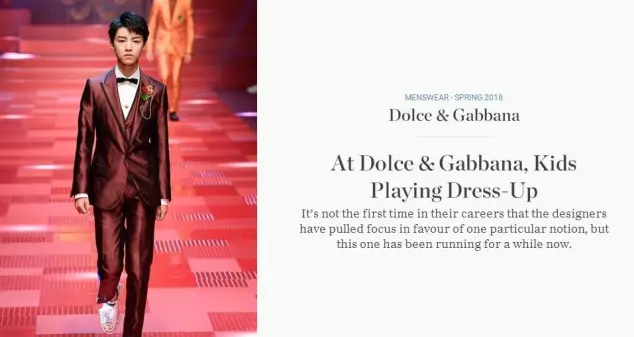 MENSWEAR - SPRING 2018
Dolce & Gabbana
At Dolce & Gabbana, Kids
Playing Dress-Up
It's not the first time in their careers that the designers
have pulled focus in favour of one particular notion, but
this one has been running for a while now.